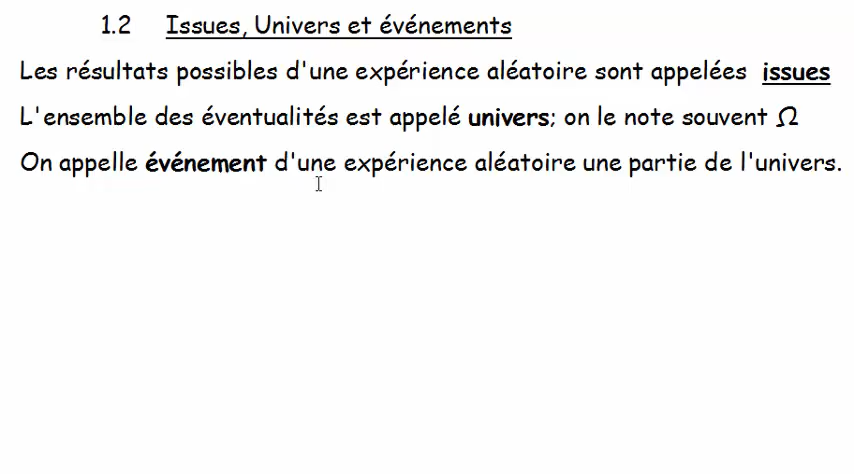 1.2 Issues, Univers et événements
Les résultats possibles d'une expérience aléatoire sont appelées issues
L'ensemble des éventualités est appelé univers; on le note souvent Ω
On appelle événement d'une expérience aléatoire une partie de l'univers.